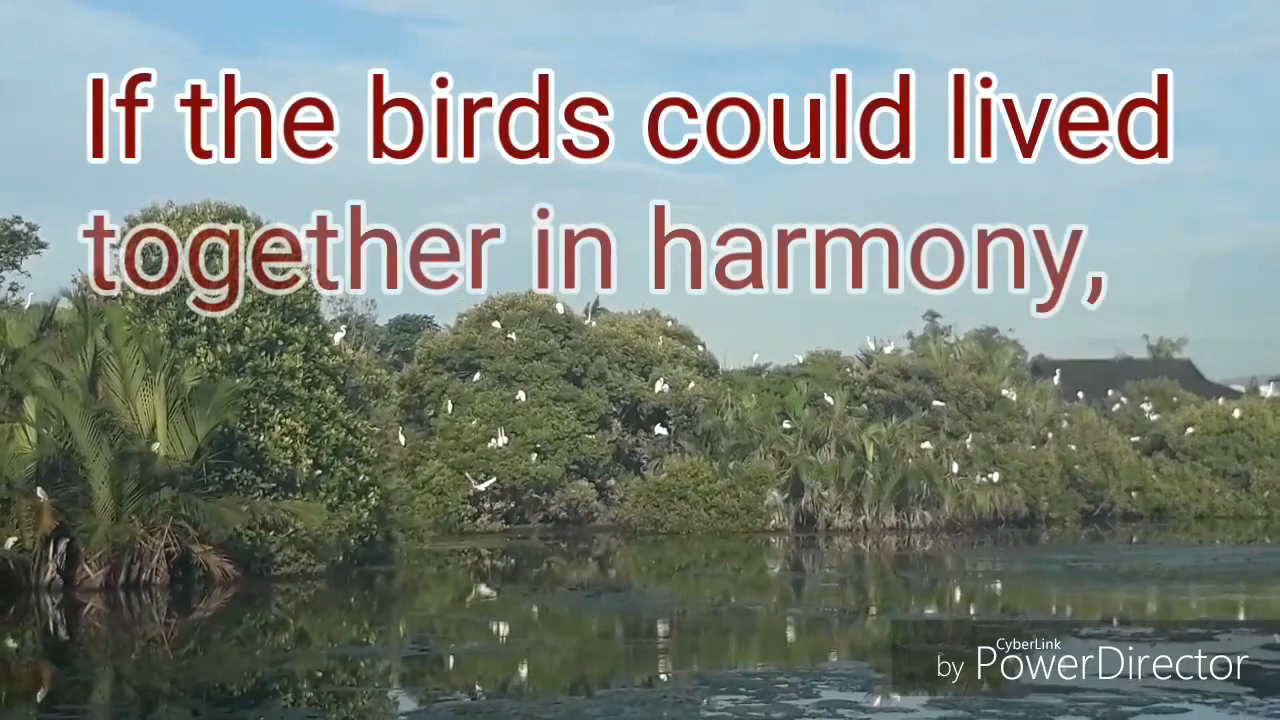 If the birds could lived
together in harmony,
CyberLink
by PowerDirector